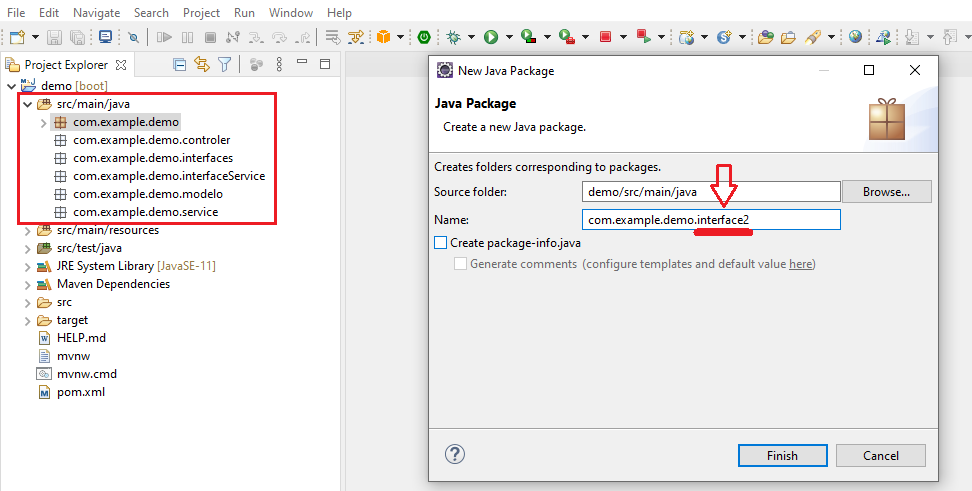 File Edit Navigate Search Project Run Window Help
Project Explorer
demo [boot]
src/main/java
com.example.demo
com.example.demo.controler
com.example.demo.interfaces
com.example.demo.interfaceService
com.example.demo.modelo
com.example.demo.service
src/main/resources
src/test/java
JRE System Library [JavaSE-11]
Maven Dependencies
src
target
HELP.md
mvnw
mvnw.cmd
pom.xml
New Java Package
Java Package
Create a new Java package.
Creates folders corresponding to packages.
Source folder: demo/src/main/java Browse...
Name: com.example.demo.interface2
Create package-info.java
Generate comments (configure templates and default value here)
Finish Cancel